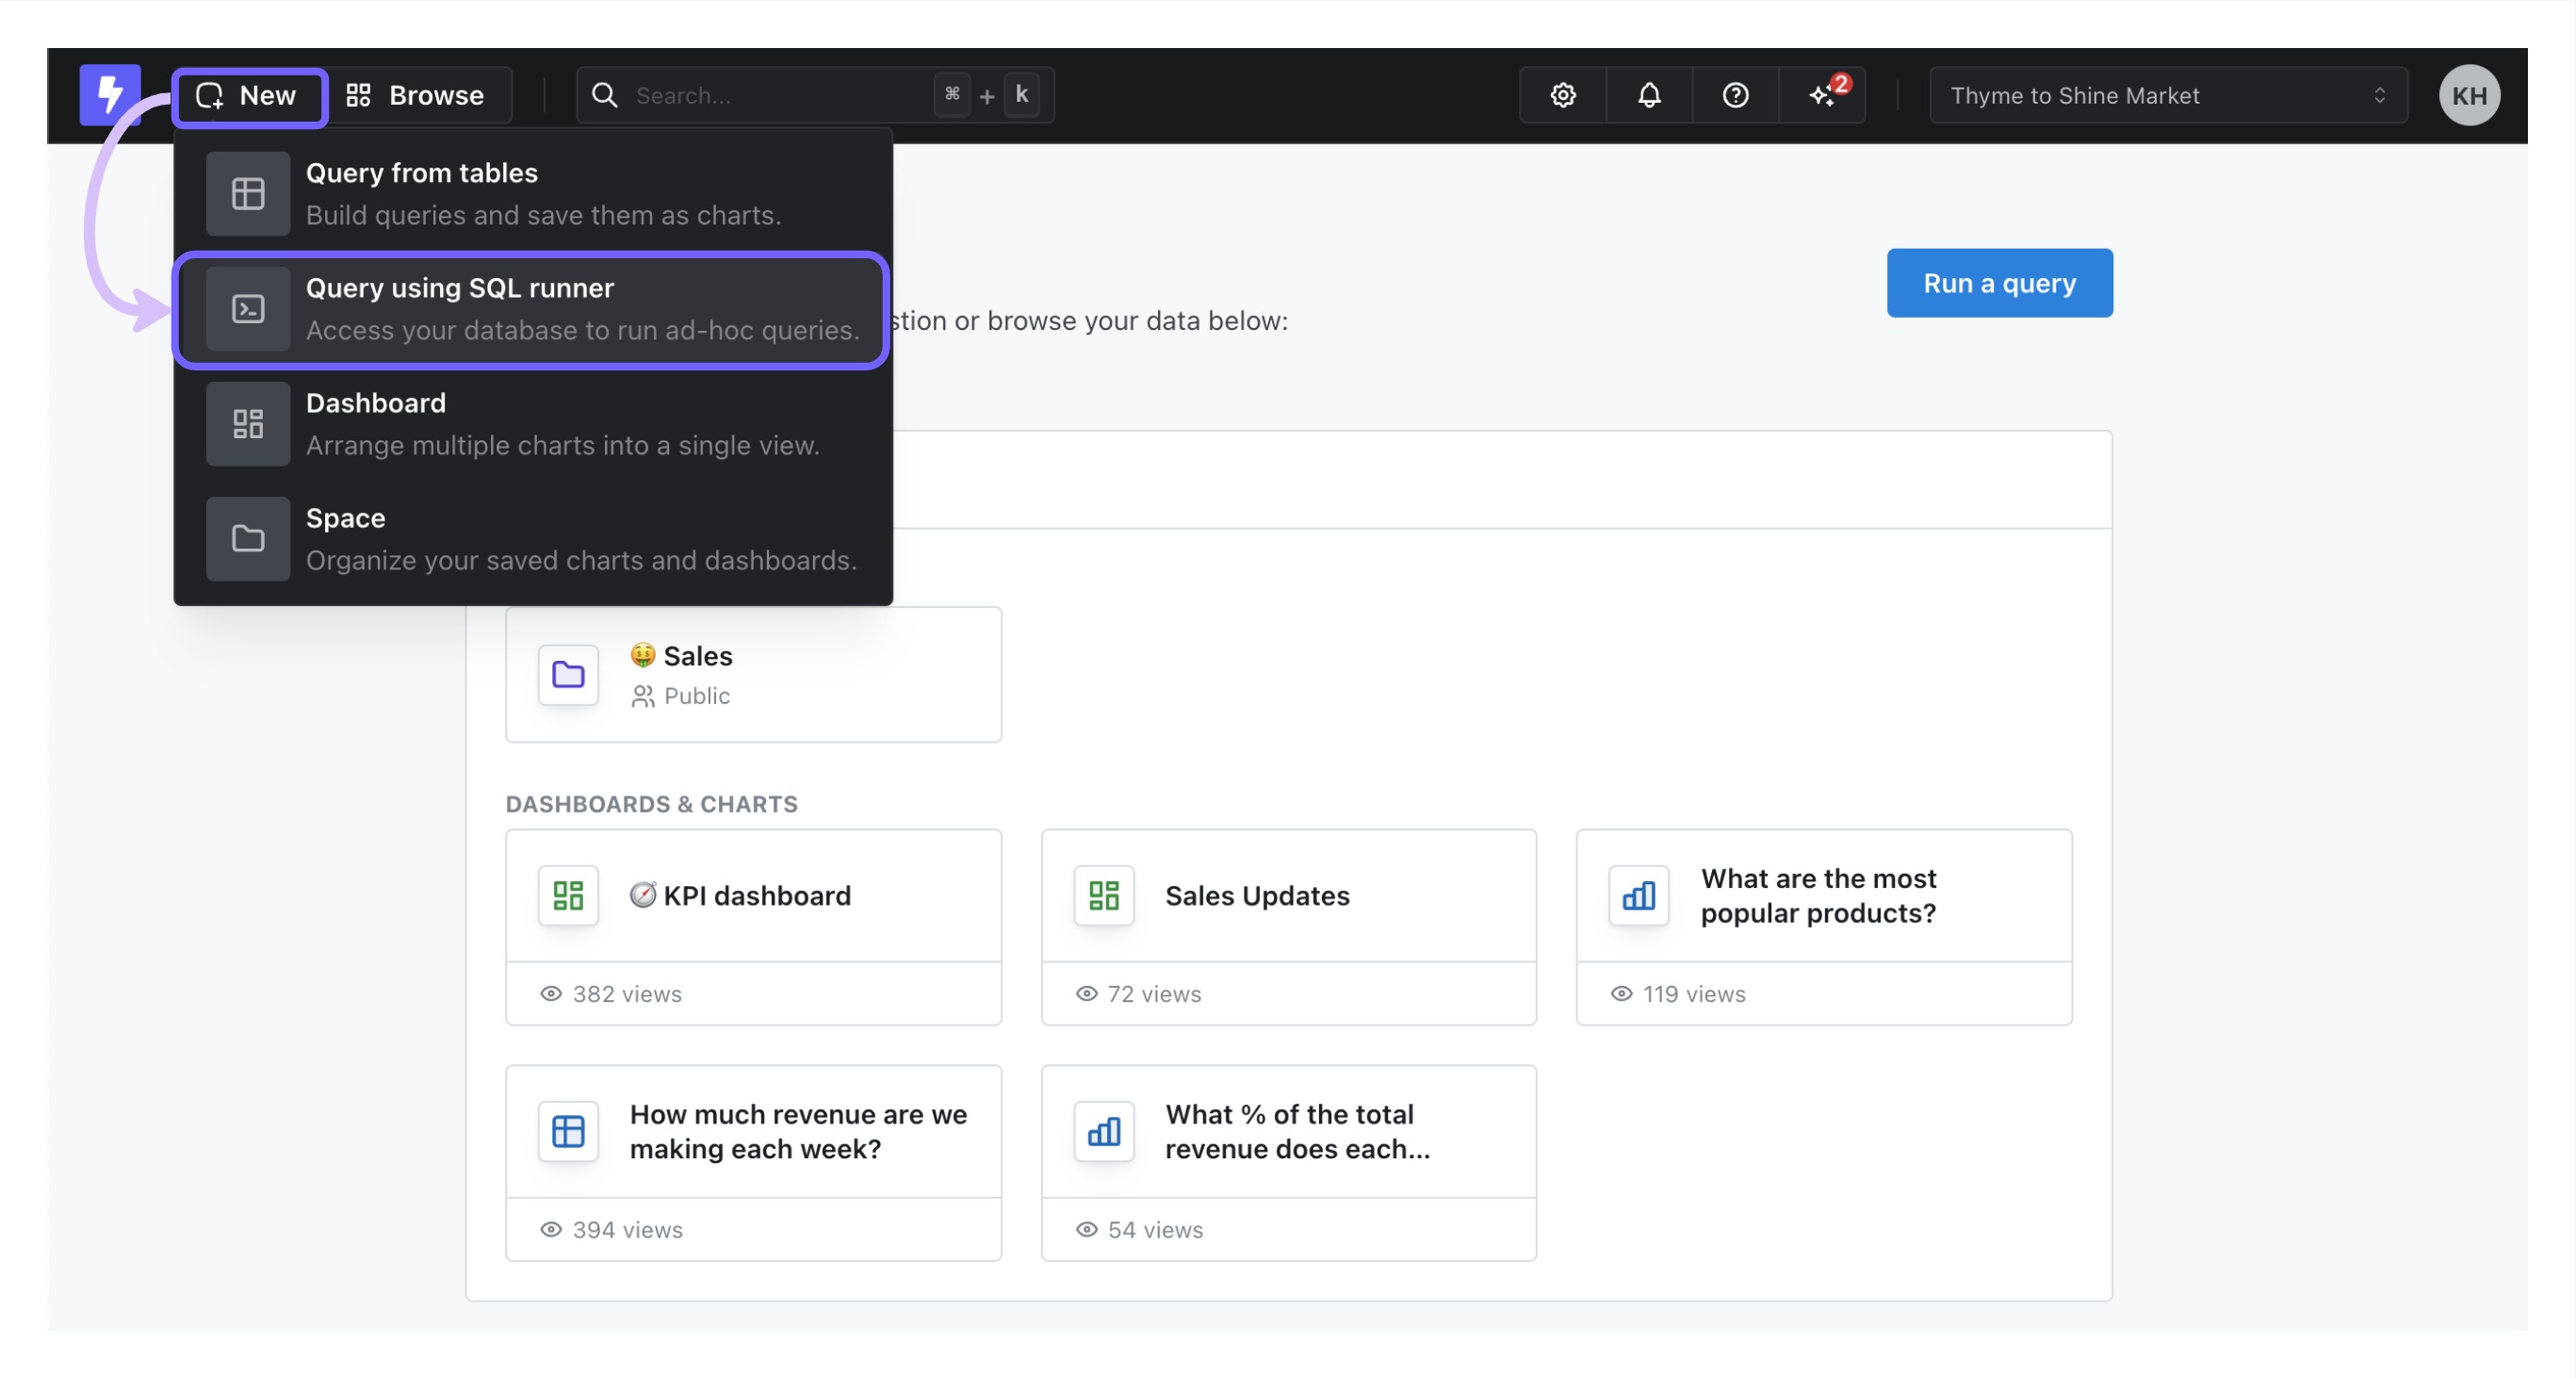 New
Browse
Search...
⌘ + k
2
Thyme to Shine Market
KH
Query from tables
Build queries and save them as charts.
Query using SQL runner
Access your database to run ad-hoc queries.
Dashboard
Arrange multiple charts into a single view.
Space
Organize your saved charts and dashboards.
or browse your data below:
Run a query
🤑 Sales
Public
DASHBOARDS & CHARTS
🧭 KPI dashboard
382 views
Sales Updates
72 views
What are the most
popular products?
119 views
How much revenue are we
making each week?
394 views
What % of the total
revenue does each...
54 views